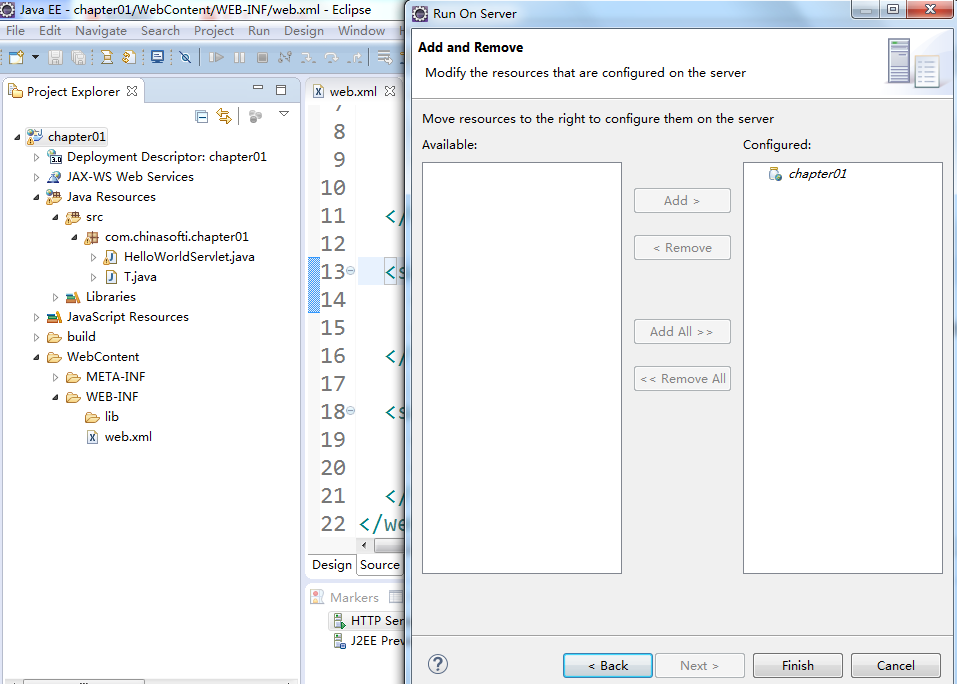 Java EE - chapter01/WebContent/WEB-INF/web.xml - Eclipse
File Edit Navigate Search Project Run Design Window
Project Explorer
chapter01
Deployment Descriptor: chapter01
JAX-WS Web Services
Java Resources
src
com.chinasofti.chapter01
HelloWorldServlet.java
T.java
Libraries
JavaScript Resources
build
WebContent
META-INF
WEB-INF
lib
web.xml
web.xml
7
8
9
10
11 </
12
13 <s
14
15
16 </
17
18 <s
19
20
21 </
22 </we
Design Source
Markers
HTTP Ser
J2EE Prev
Run On Server
Add and Remove
Modify the resources that are configured on the server
Move resources to the right to configure them on the server
Available: Configured:
chapter01
Add >
< Remove
Add All >>
<< Remove All
? < Back Next > Finish Cancel